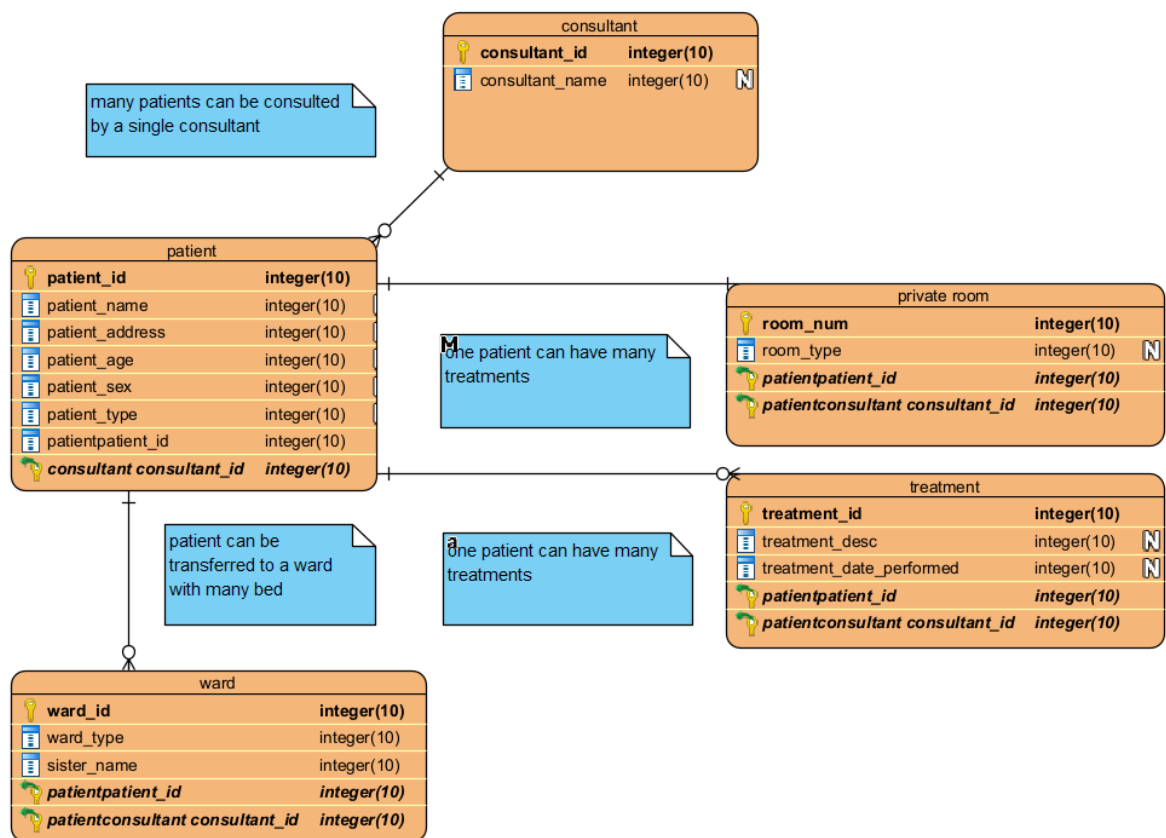 consultant
consultant_id integer(10)
consultant_name integer(10) N
many patients can be consulted
by a single consultant
patient
patient_id integer(10)
patient_name integer(10)
patient_address integer(10)
patient_age integer(10)
patient_sex integer(10)
patient_type integer(10)
patientpatient_id integer(10)
consultant consultant_id integer(10)
private room
room_num integer(10)
room_type integer(10) N
patientpatient_id integer(10)
patientconsultant consultant_id integer(10)
M
one patient can have many
treatments
treatment
treatment_id integer(10)
treatment_desc integer(10) N
treatment_date_performed integer(10) N
patientpatient_id integer(10)
patientconsultant consultant_id integer(10)
patient can be
transferred to a ward
with many bed
a
one patient can have many
treatments
ward
ward_id integer(10)
ward_type integer(10)
sister_name integer(10)
patientpatient_id integer(10)
patientconsultant consultant_id integer(10)